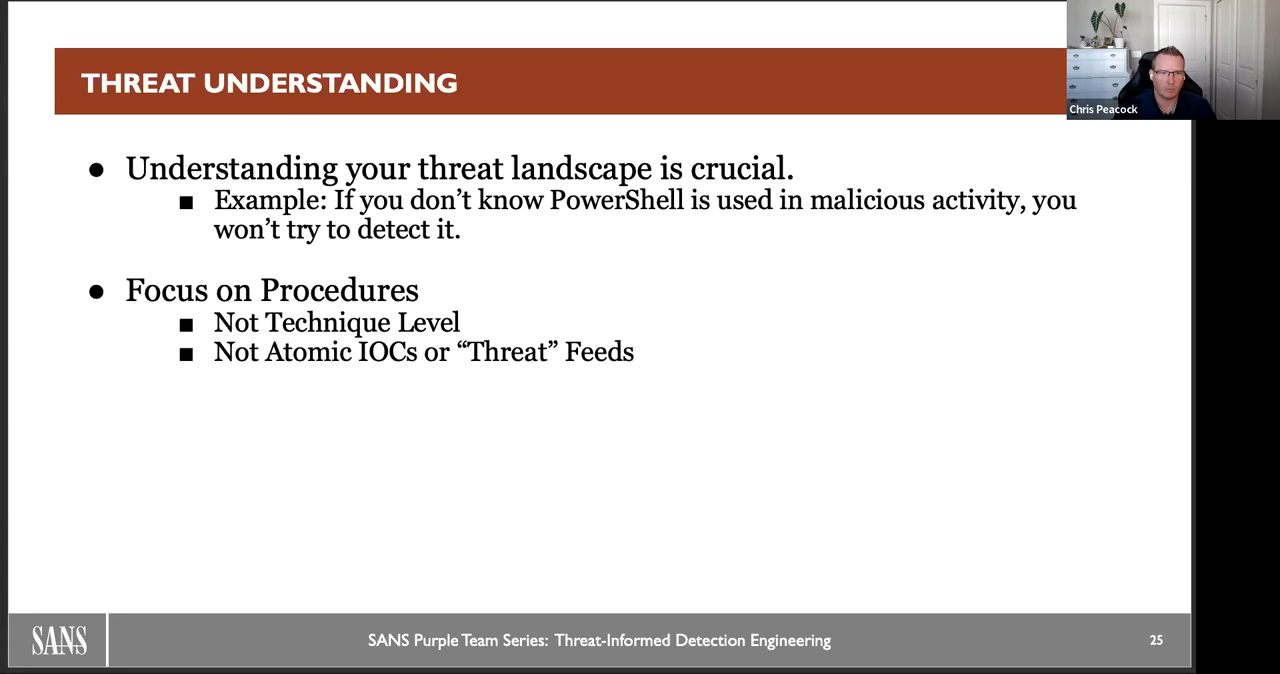 THREAT UNDERSTANDING
Chris Peacock
● Understanding your threat landscape is crucial.
■ Example: If you don’t know PowerShell is used in malicious activity, you
won’t try to detect it.
● Focus on Procedures
■ Not Technique Level
■ Not Atomic IOCs or “Threat” Feeds
SANS
SANS Purple Team Series: Threat-Informed Detection Engineering
25